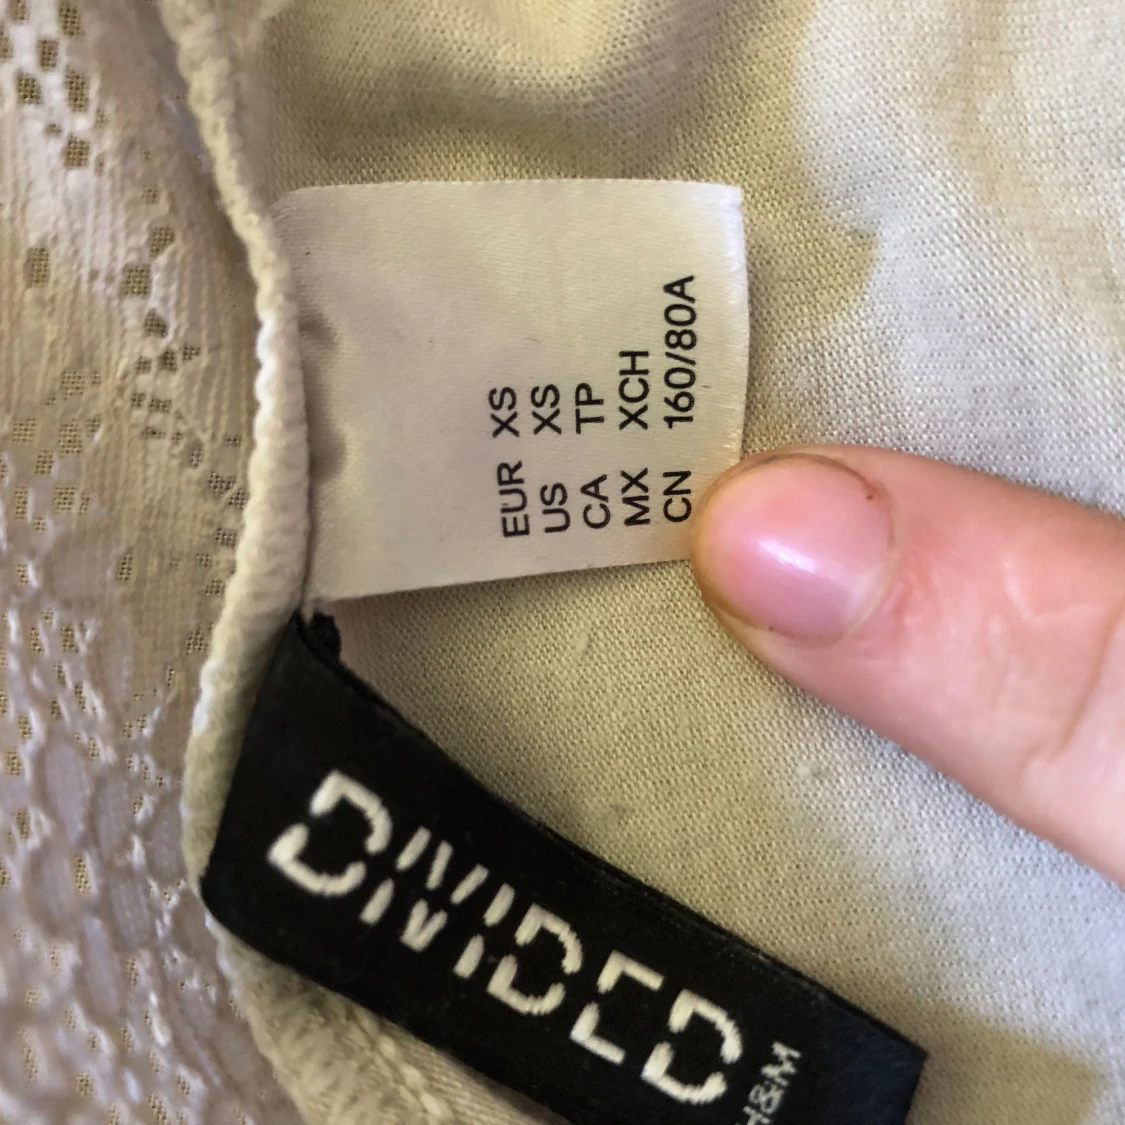 EUR XS
US XS
CA TP
MX XCH
CN 160/80A
DIVIDED
H&M